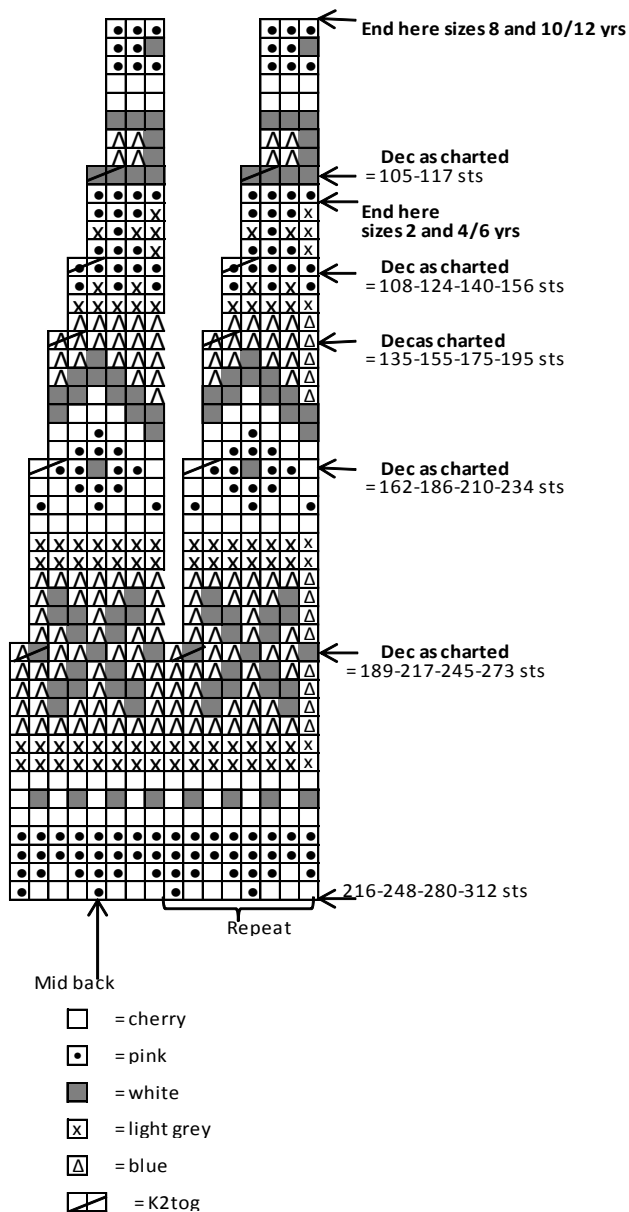 End here sizes 8 and 10/12 yrs
Dec as charted
= 105-117 sts
End here
sizes 2 and 4/6 yrs
Dec as charted
= 108-124-140-156 sts
Decas charted
= 135-155-175-195 sts
Dec as charted
= 162-186-210-234 sts
Dec as charted
= 189-217-245-273 sts
216-248-280-312 sts
Repeat
Mid back
= cherry
= pink
= white
x = light grey
Δ = blue
= K2tog